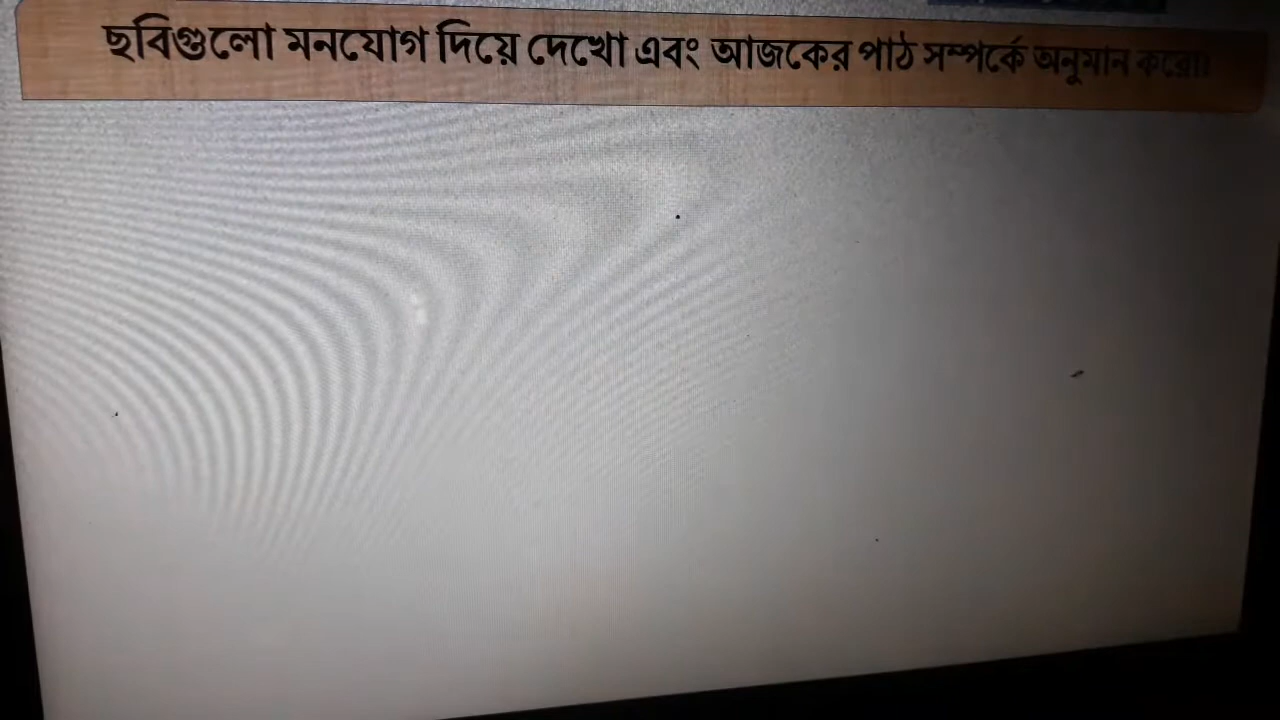 ছবিগুলো মনযোগ দিয়ে দেখো এবং আজকের পাঠ সম্পর্কে অনুমান করো।